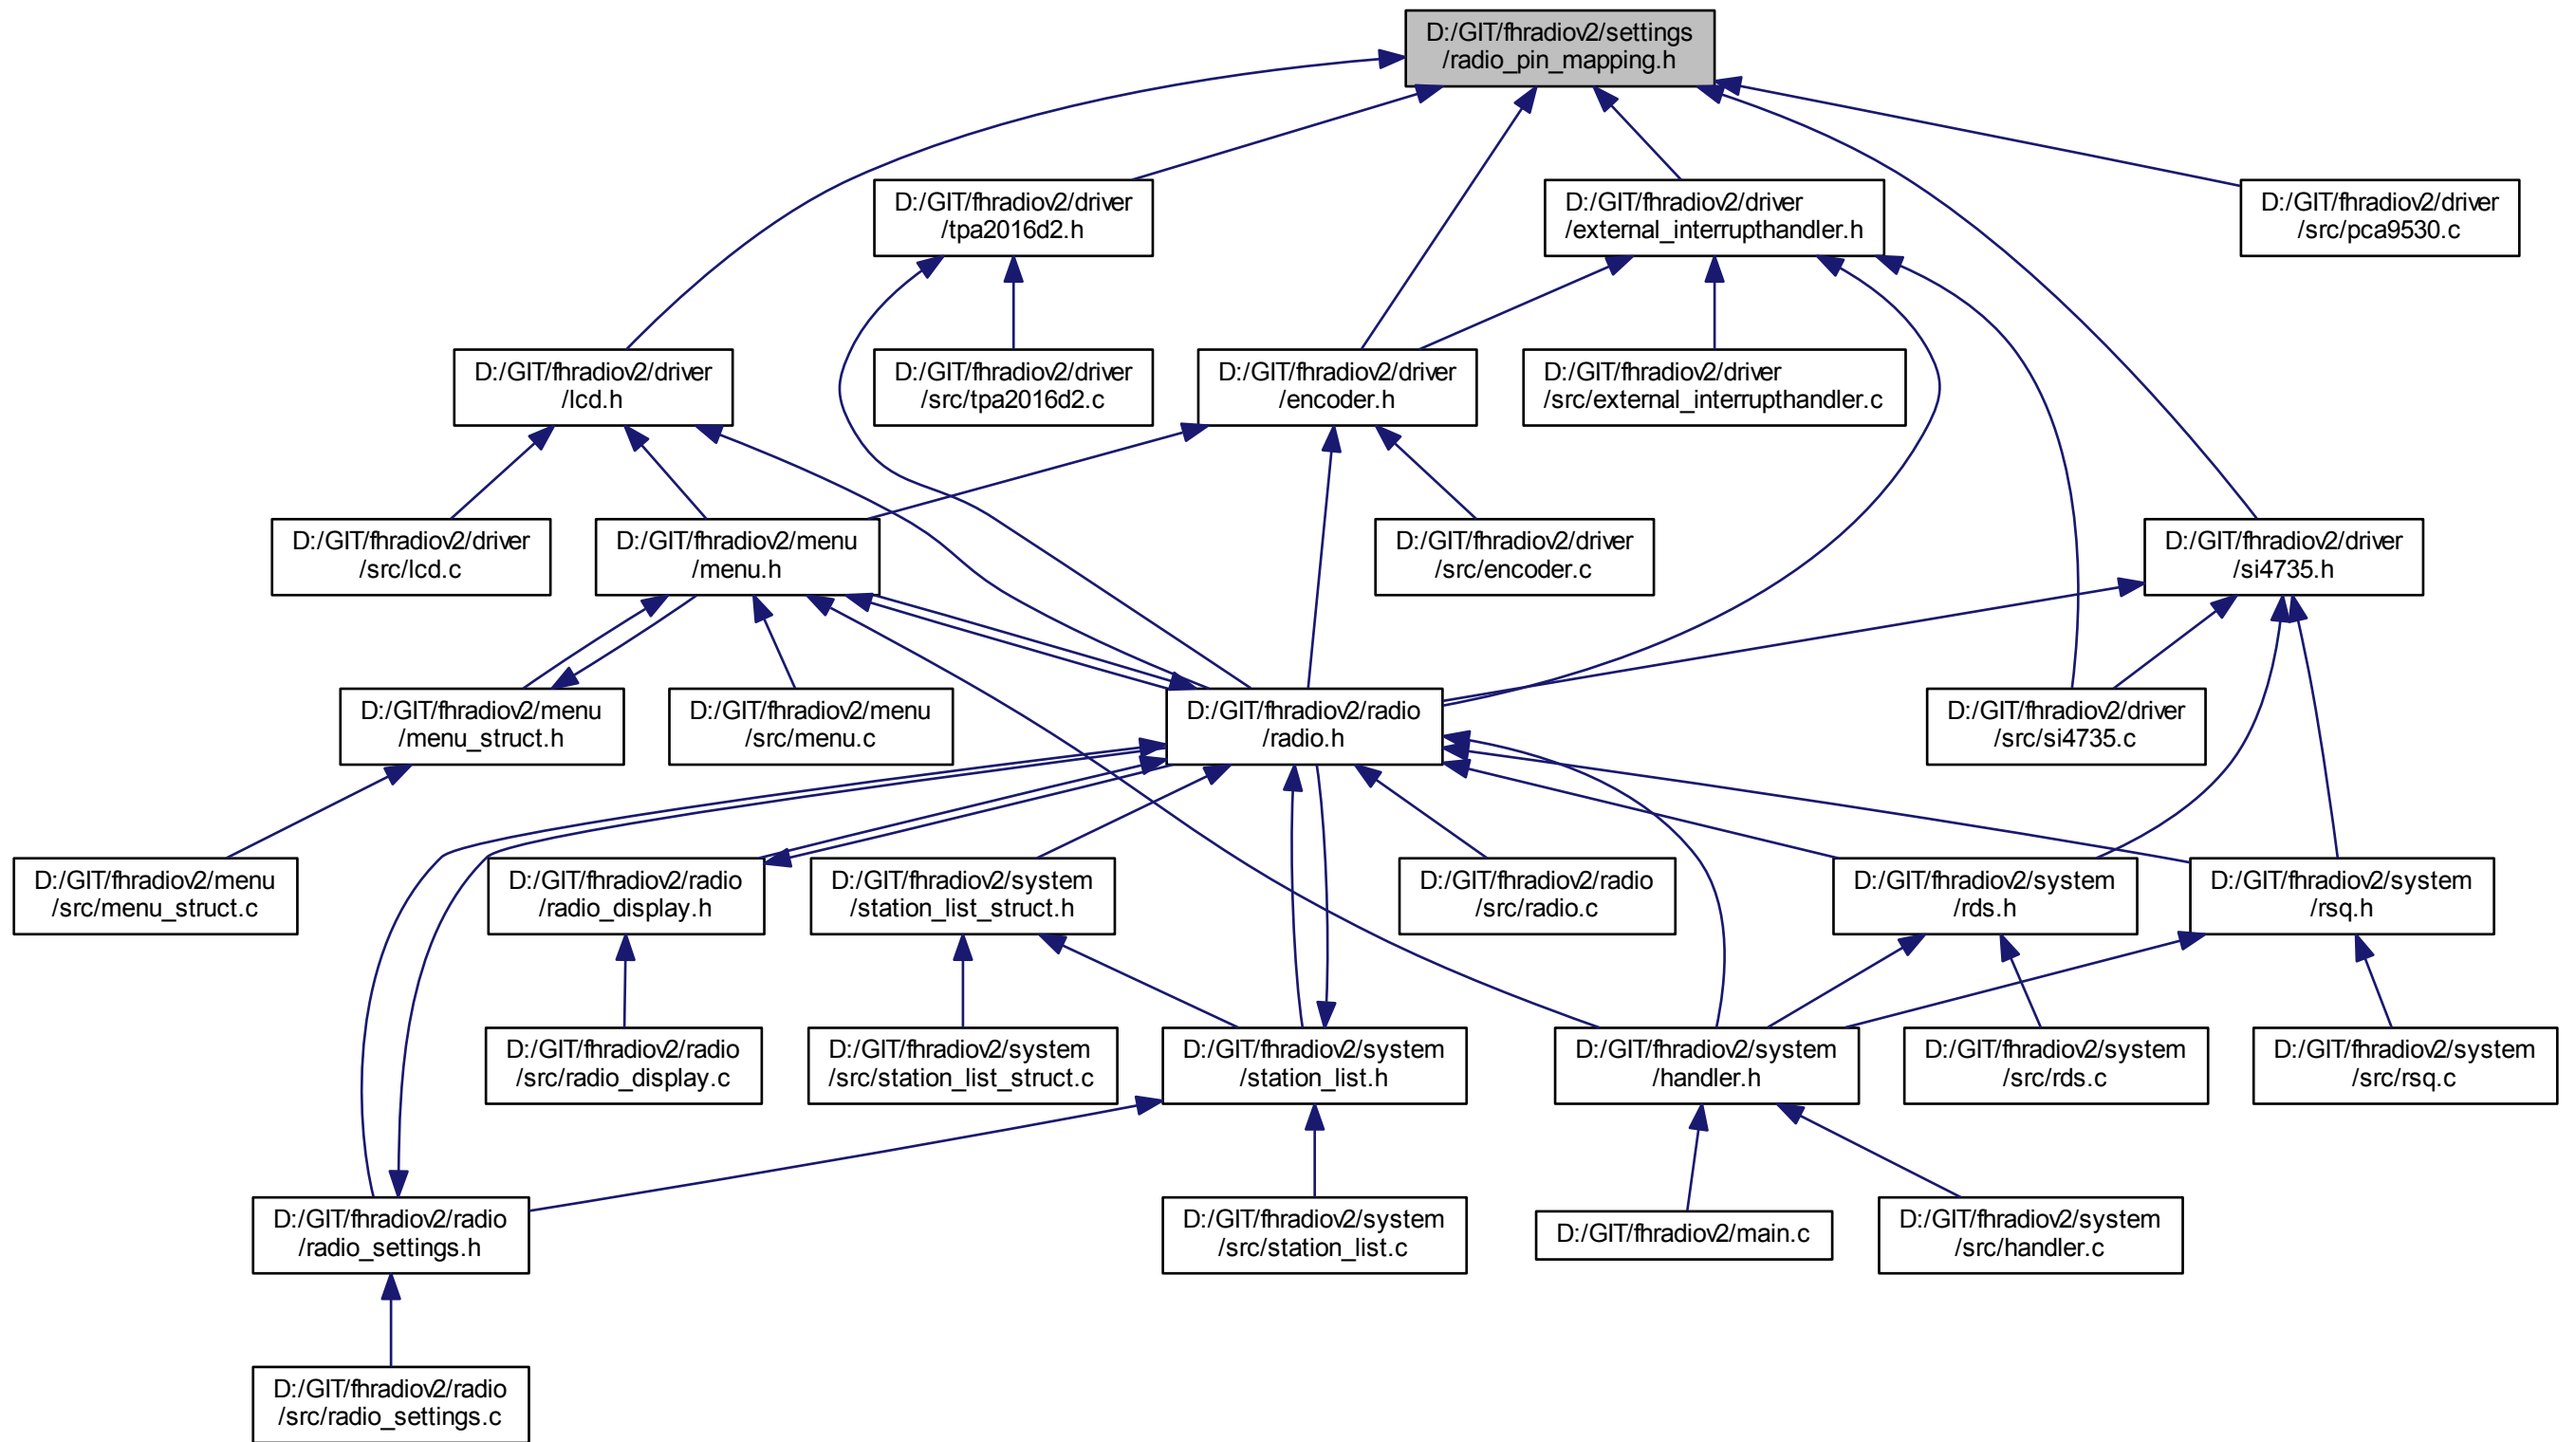 D:/GIT/fhradiov2/settings
/radio_pin_mapping.h
D:/GIT/fhradiov2/driver
/tpa2016d2.h
D:/GIT/fhradiov2/driver
/external_interrupthandler.h
D:/GIT/fhradiov2/driver
/src/pca9530.c
D:/GIT/fhradiov2/driver
/lcd.h
D:/GIT/fhradiov2/driver
/src/tpa2016d2.c
D:/GIT/fhradiov2/driver
/encoder.h
D:/GIT/fhradiov2/driver
/src/external_interrupthandler.c
D:/GIT/fhradiov2/driver
/src/lcd.c
D:/GIT/fhradiov2/menu
/menu.h
D:/GIT/fhradiov2/driver
/src/encoder.c
D:/GIT/fhradiov2/driver
/si4735.h
D:/GIT/fhradiov2/menu
/menu_struct.h
D:/GIT/fhradiov2/menu
/src/menu.c
D:/GIT/fhradiov2/radio
/radio.h
D:/GIT/fhradiov2/driver
/src/si4735.c
D:/GIT/fhradiov2/menu
/src/menu_struct.c
D:/GIT/fhradiov2/radio
/radio_display.h
D:/GIT/fhradiov2/system
/station_list_struct.h
D:/GIT/fhradiov2/radio
/src/radio.c
D:/GIT/fhradiov2/system
/rds.h
D:/GIT/fhradiov2/system
/rsq.h
D:/GIT/fhradiov2/radio
/src/radio_display.c
D:/GIT/fhradiov2/system
/src/station_list_struct.c
D:/GIT/fhradiov2/system
/station_list.h
D:/GIT/fhradiov2/system
/handler.h
D:/GIT/fhradiov2/system
/src/rds.c
D:/GIT/fhradiov2/system
/src/rsq.c
D:/GIT/fhradiov2/radio
/radio_settings.h
D:/GIT/fhradiov2/system
/src/station_list.c
D:/GIT/fhradiov2/main.c
D:/GIT/fhradiov2/system
/src/handler.c
D:/GIT/fhradiov2/radio
/src/radio_settings.c